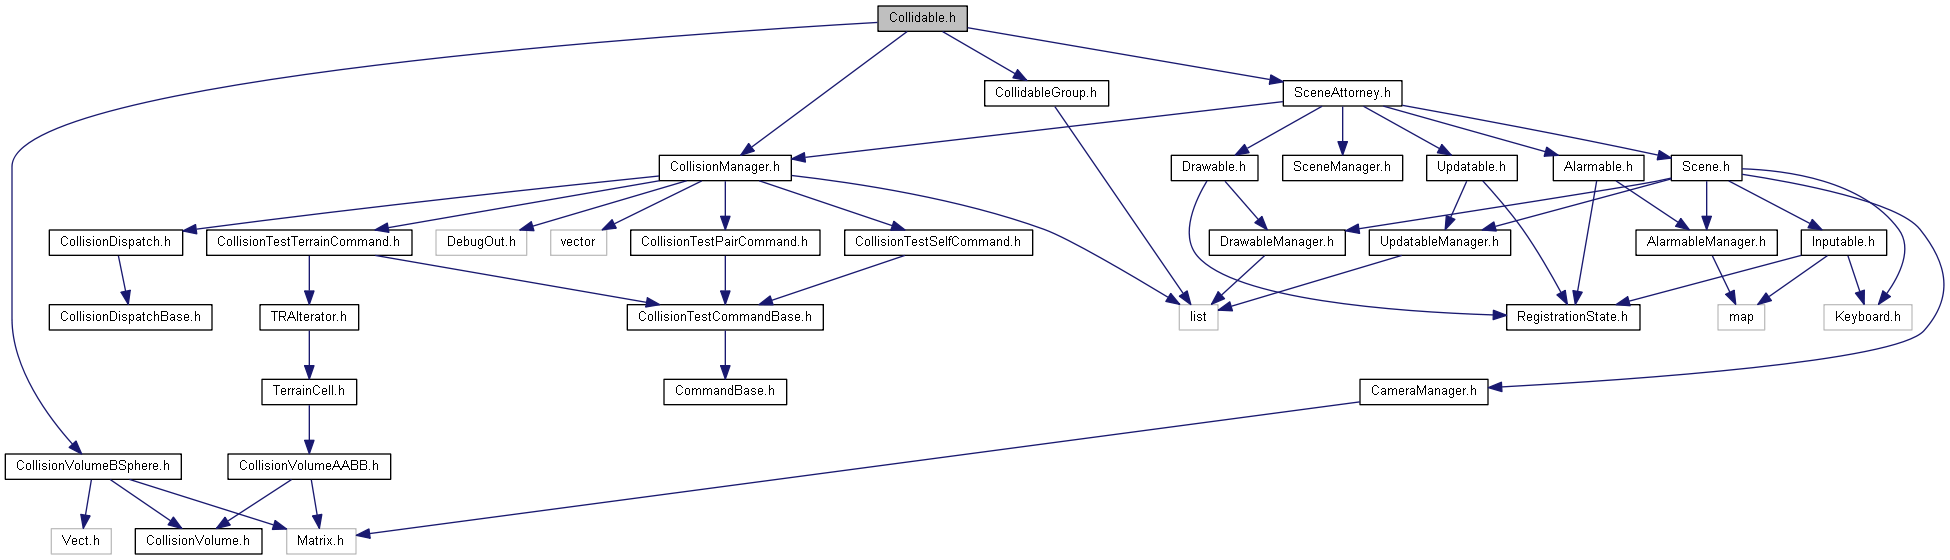 Collidable.h
CollidableGroup.h
SceneAttorney.h
CollisionManager.h
Drawable.h
SceneManager.h
Updatable.h
Alarmable.h
Scene.h
CollisionDispatch.h
CollisionTestTerrainCommand.h
DebugOut.h
vector
CollisionTestPairCommand.h
CollisionTestSelfCommand.h
DrawableManager.h
UpdatableManager.h
AlarmableManager.h
Inputable.h
CollisionDispatchBase.h
TRAIterator.h
CollisionTestCommandBase.h
list
RegistrationState.h
map
Keyboard.h
TerrainCell.h
CommandBase.h
CameraManager.h
CollisionVolumeBSphere.h
CollisionVolumeAABB.h
Vect.h
CollisionVolume.h
Matrix.h